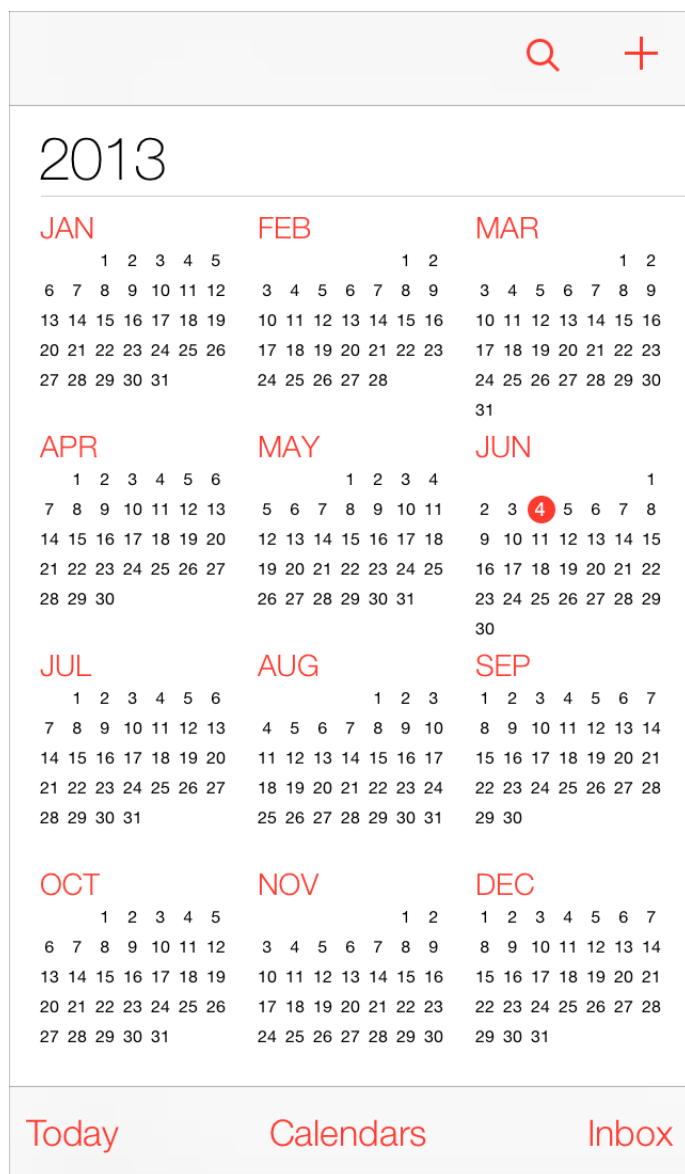 2013
JAN FEB MAR
1 2 3 4 5 1 2 1 2
6 7 8 9 10 11 12 3 4 5 6 7 8 9 3 4 5 6 7 8 9
13 14 15 16 17 18 19 10 11 12 13 14 15 16 10 11 12 13 14 15 16
20 21 22 23 24 25 26 17 18 19 20 21 22 23 17 18 19 20 21 22 23
27 28 29 30 31 24 25 26 27 28 24 25 26 27 28 29 30
31
APR MAY JUN
1 2 3 4 5 6 1 2 3 4 1
7 8 9 10 11 12 13 5 6 7 8 9 10 11 2 3 4 5 6 7 8
14 15 16 17 18 19 20 12 13 14 15 16 17 18 9 10 11 12 13 14 15
21 22 23 24 25 26 27 19 20 21 22 23 24 25 16 17 18 19 20 21 22
28 29 30 26 27 28 29 30 31 23 24 25 26 27 28 29
30
JUL AUG SEP
1 2 3 4 5 6 1 2 3 1 2 3 4 5 6 7
7 8 9 10 11 12 13 4 5 6 7 8 9 10 8 9 10 11 12 13 14
14 15 16 17 18 19 20 11 12 13 14 15 16 17 15 16 17 18 19 20 21
21 22 23 24 25 26 27 18 19 20 21 22 23 24 22 23 24 25 26 27 28
28 29 30 31 25 26 27 28 29 30 31 29 30
OCT NOV DEC
1 2 3 4 5 1 2 1 2 3 4 5 6 7
6 7 8 9 10 11 12 3 4 5 6 7 8 9 8 9 10 11 12 13 14
13 14 15 16 17 18 19 10 11 12 13 14 15 16 15 16 17 18 19 20 21
20 21 22 23 24 25 26 17 18 19 20 21 22 23 22 23 24 25 26 27 28
27 28 29 30 31 24 25 26 27 28 29 30 29 30 31
Today Calendars Inbox